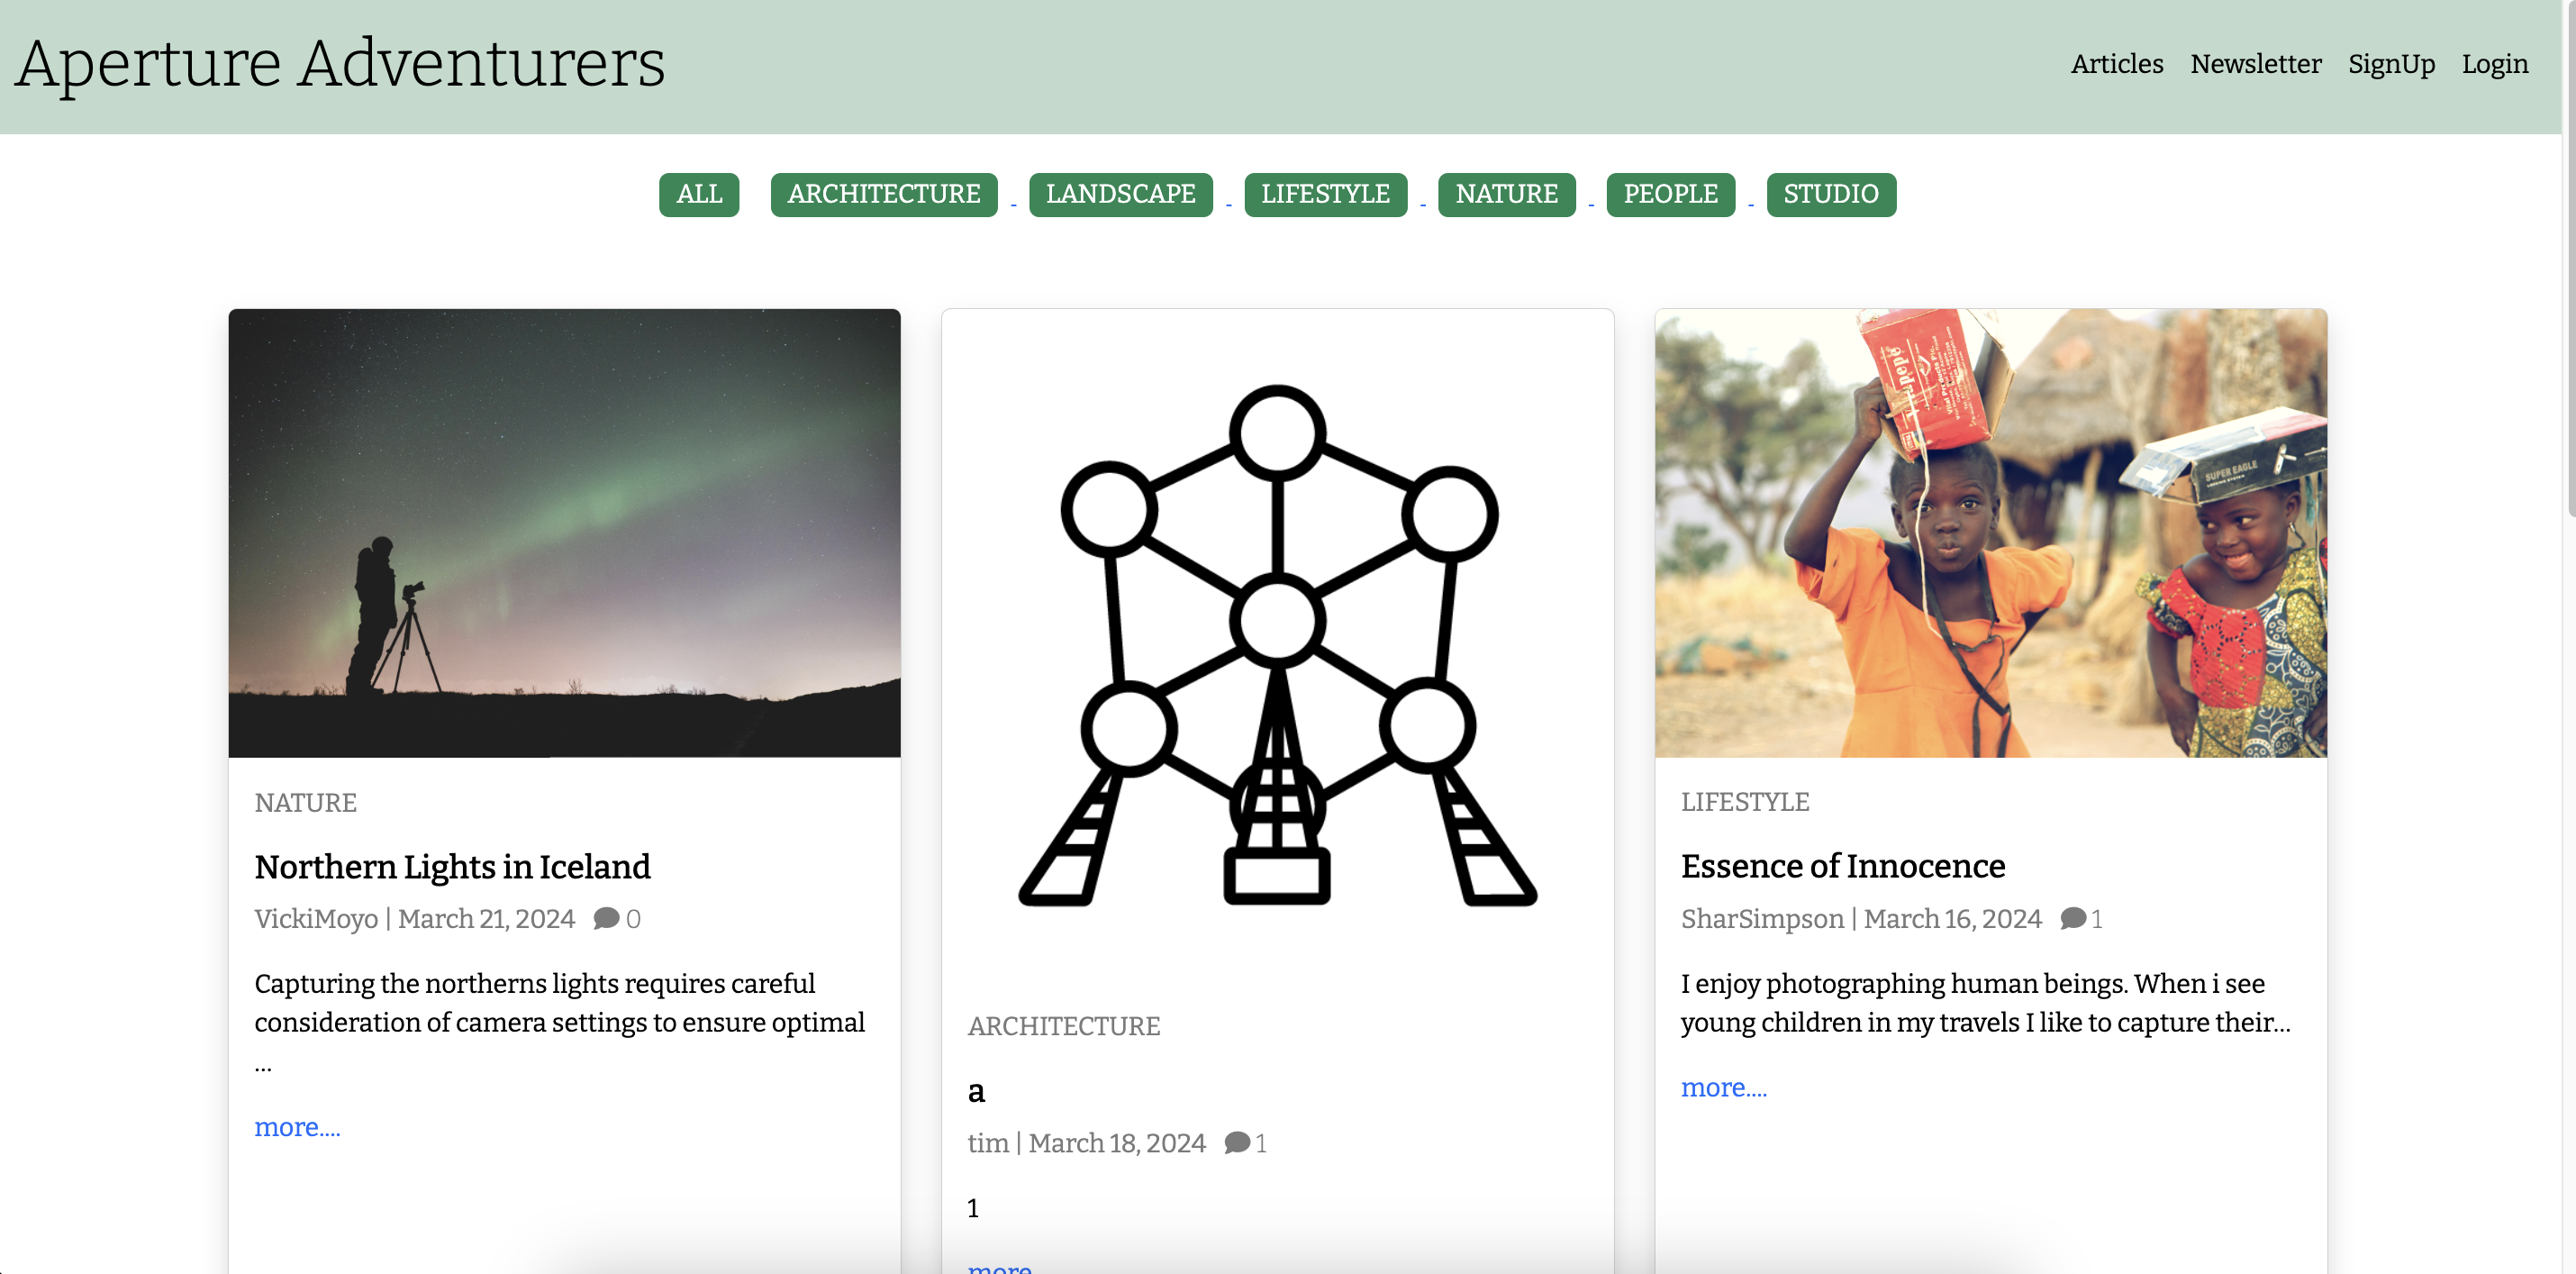 Aperture Adventurers
Articles Newsletter SignUp Login
ALL ARCHITECTURE - LANDSCAPE - LIFESTYLE - NATURE - PEOPLE - STUDIO
SUPER EAGLE
NATURE
Northern Lights in Iceland
VickiMoyo | March 21, 2024 0
Capturing the northerns lights requires careful
consideration of camera settings to ensure optimal
...
more....
ARCHITECTURE
a
tim | March 18, 2024 1
1
more....
LIFESTYLE
Essence of Innocence
SharSimpson | March 16, 2024 1
I enjoy photographing human beings. When i see
young children in my travels I like to capture their...
more....